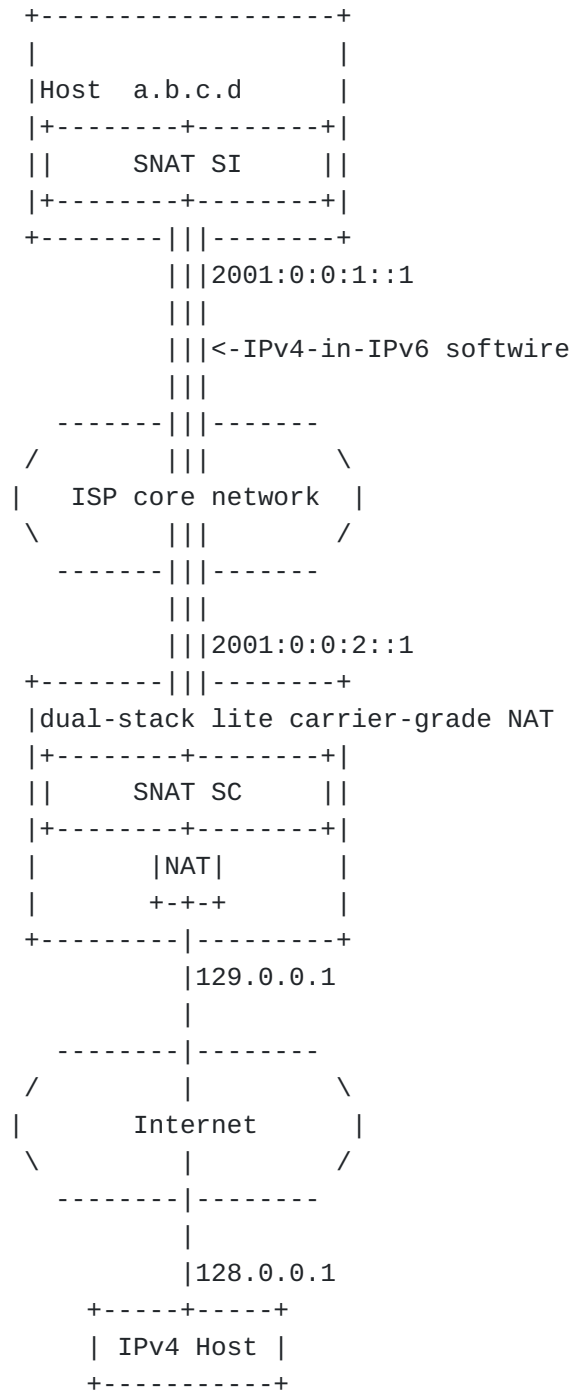 Host a.b.c.d
SNAT SI
2001:0:0:1::1
<-IPv4-in-IPv6 softwire
ISP core network
2001:0:0:2::1
dual-stack lite carrier-grade NAT
SNAT SC
NAT
129.0.0.1
Internet
128.0.0.1
IPv4 Host